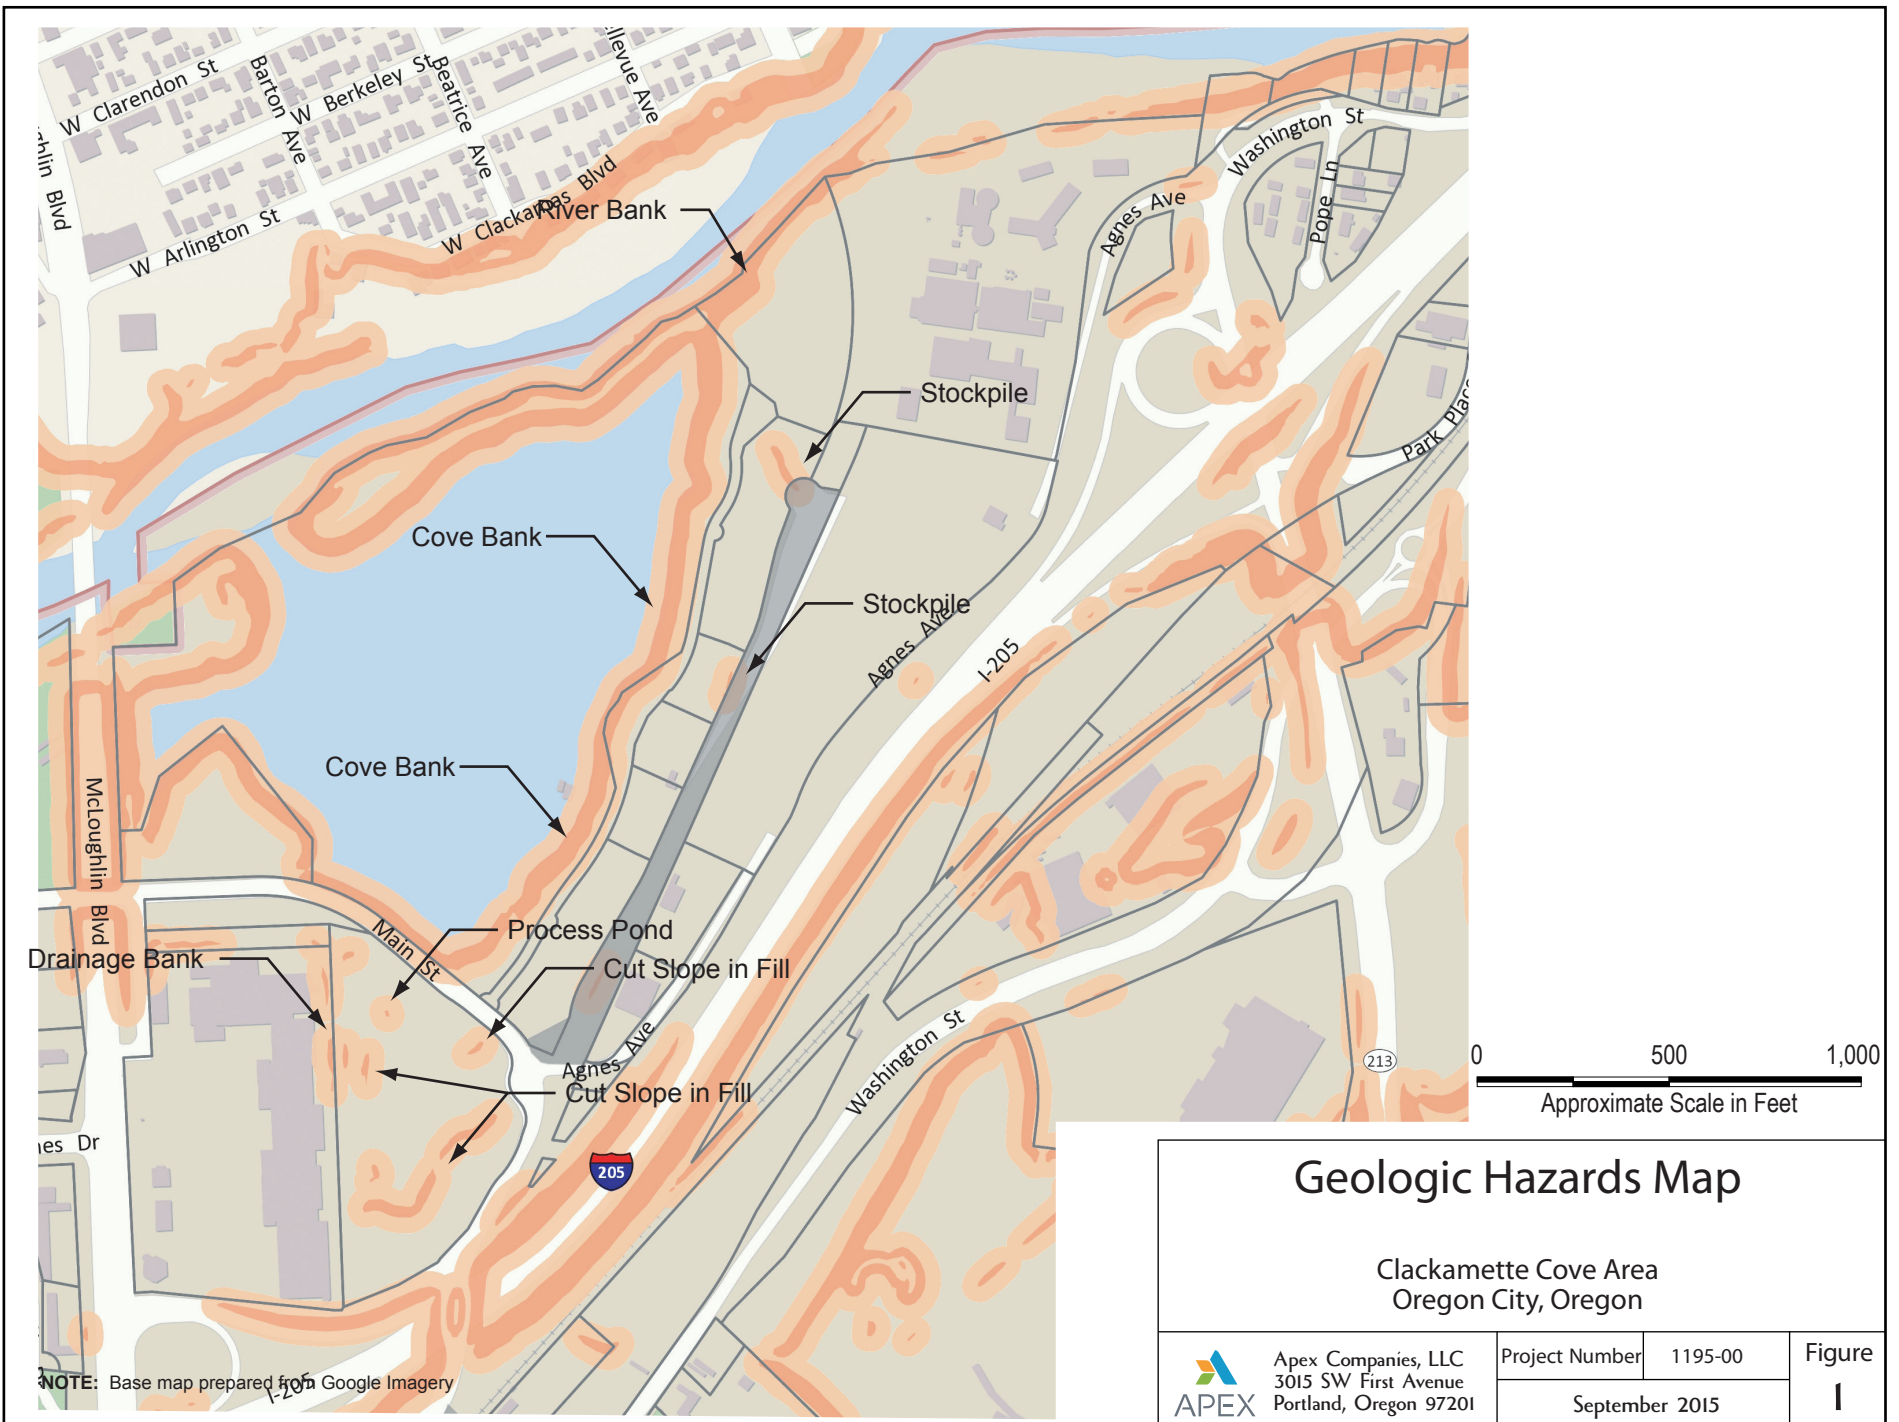 W Clarendon St
Barton Ave
W Berkeley St
Beatrice Ave
llevue Ave
W Arlington St
W Clackamas Blvd
River Bank
Washington St
Pope Ln
Agnes Ave
Park Plac
Stockpile
Cove Bank
Stockpile
Agnes Ave
I-205
Cove Bank
McLoughlin Blvd
Main St
Process Pond
Drainage Bank
Cut Slope in Fill
Agnes Ave
Cut Slope in Fill
Washington St
213
205
nes Dr
I-205
NOTE: Base map prepared from Google Imagery
0 500 1,000
Approximate Scale in Feet
Geologic Hazards Map
Clackamette Cove Area
Oregon City, Oregon
APEX
Apex Companies, LLC
3015 SW First Avenue
Portland, Oregon 97201
Project Number 1195-00
September 2015
Figure
1